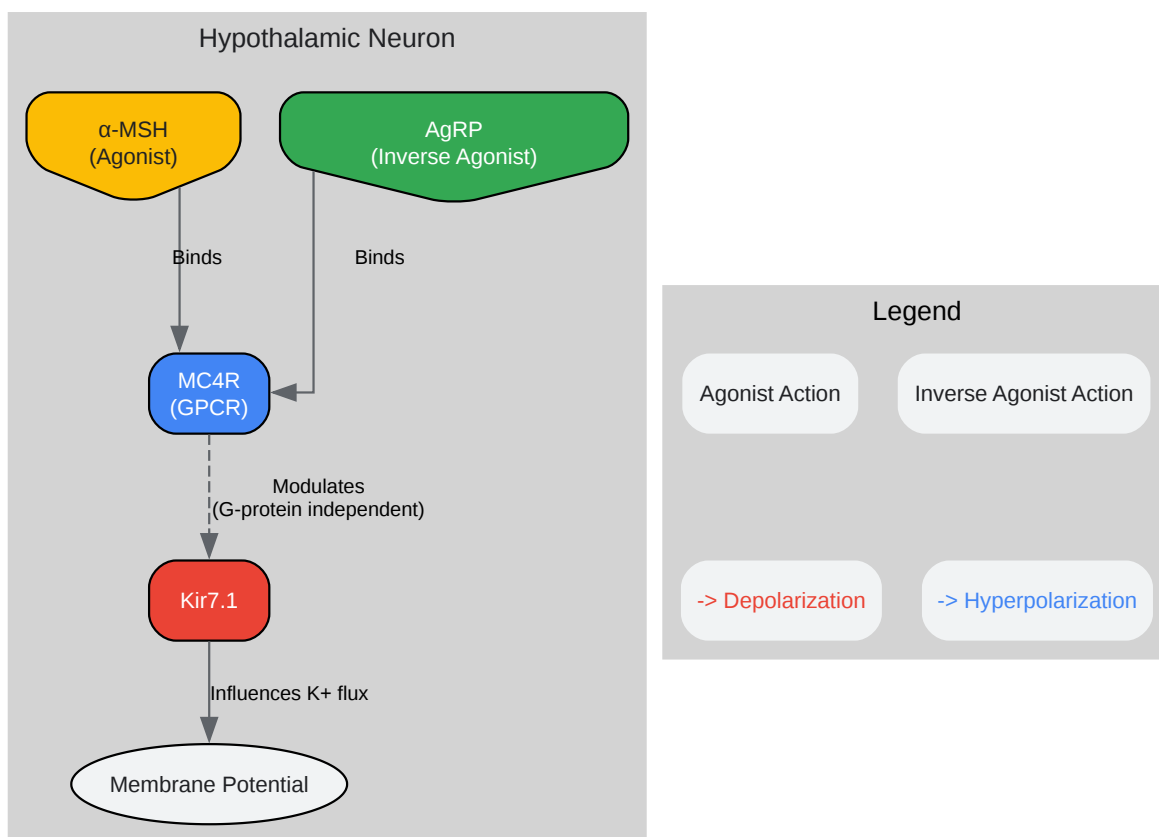 Hypothalamic Neuron
α-MSH
(Agonist)
AgRP
(Inverse Agonist)
Binds
Binds
MC4R
(GPCR)
Modulates
(G-protein independent)
Kir7.1
Influences K+ flux
Membrane Potential
Legend
Agonist Action
Inverse Agonist Action
-> Depolarization
-> Hyperpolarization